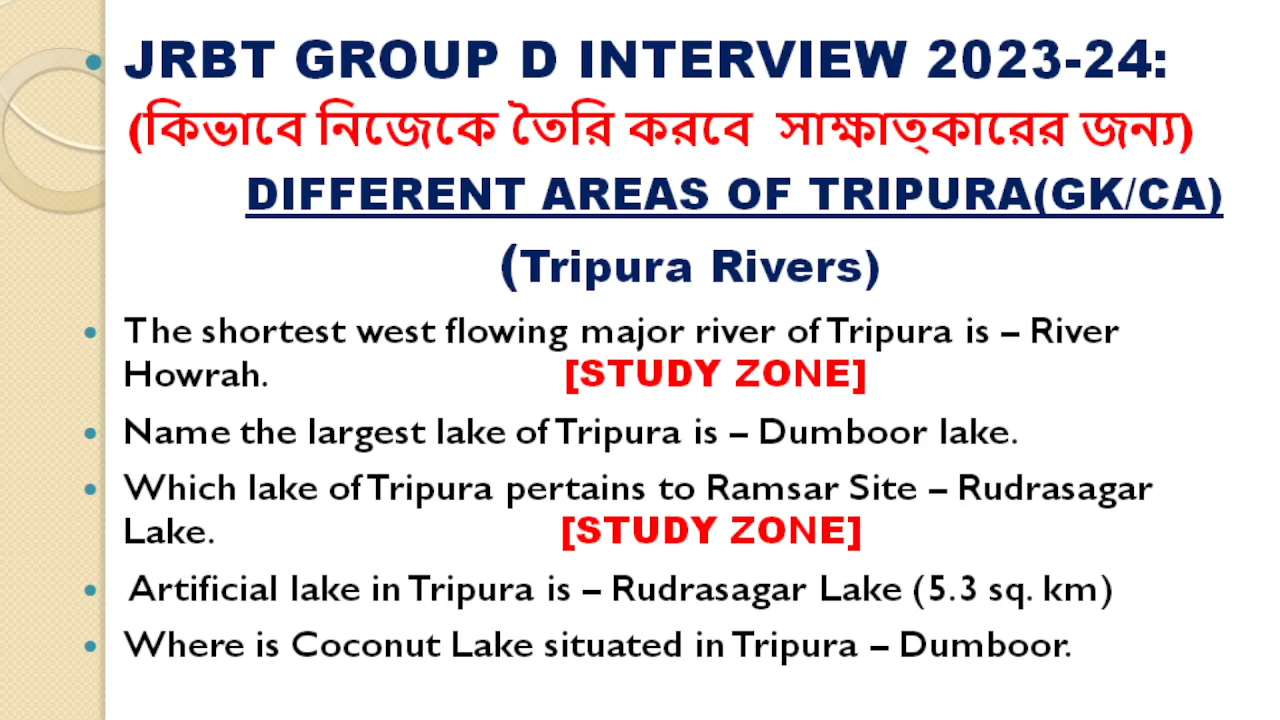 • JRBT GROUP D INTERVIEW 2023-24:
(কিভাবে নিজেকে তৈরি করবে সাক্ষাত্কারের জন্য)
DIFFERENT AREAS OF TRIPURA(GK/CA)
(Tripura Rivers)
• The shortest west flowing major river of Tripura is – River
Howrah. [STUDY ZONE]
• Name the largest lake of Tripura is – Dumboor lake.
• Which lake of Tripura pertains to Ramsar Site – Rudrasagar
Lake. [STUDY ZONE]
• Artificial lake in Tripura is – Rudrasagar Lake (5.3 sq. km)
• Where is Coconut Lake situated in Tripura – Dumboor.